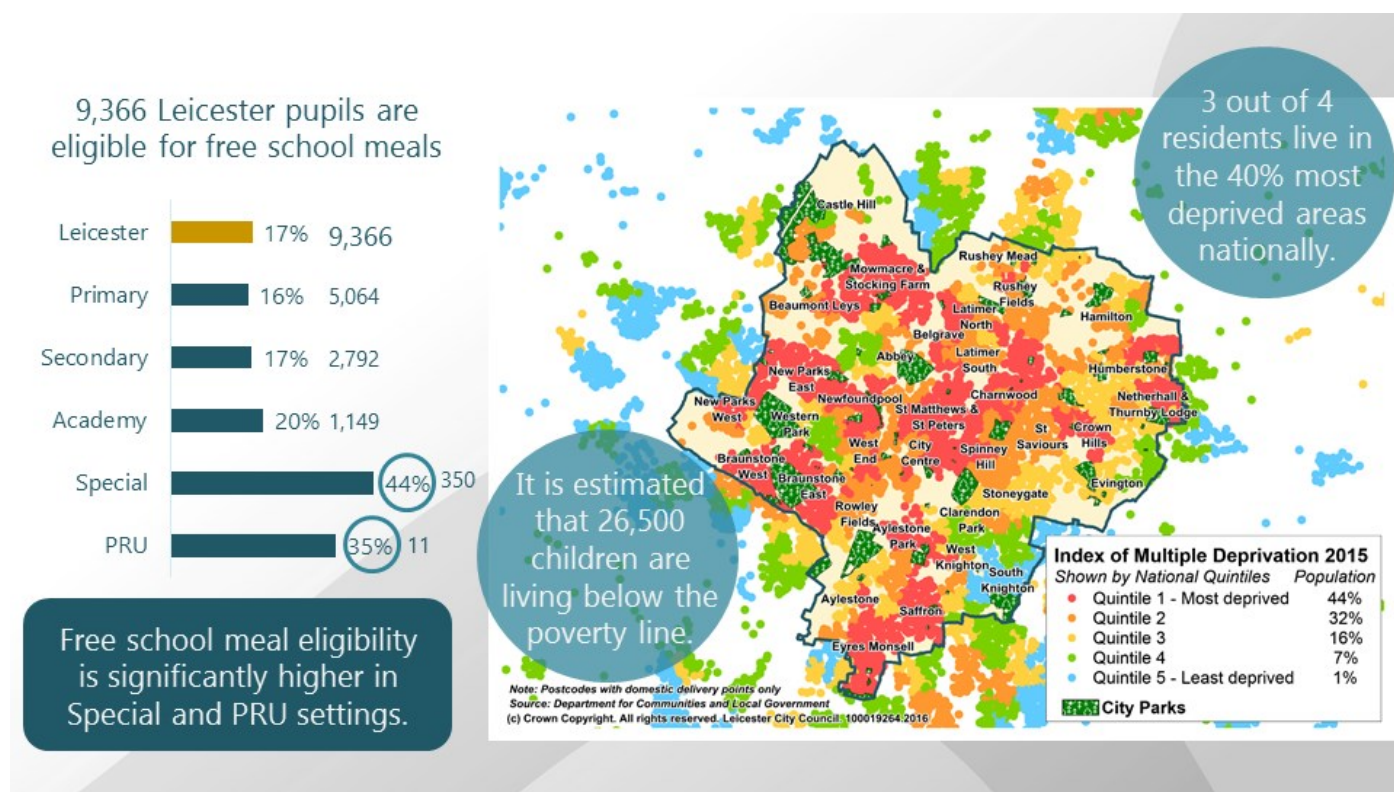 9,366 Leicester pupils are
eligible for free school meals
Leicester 17% 9,366
Primary 16% 5,064
Secondary 17% 2,792
Academy 20% 1,149
Special 44% 350
PRU 35% 11
Free school meal eligibility
is significantly higher in
Special and PRU settings.
3 out of 4
residents live in
the 40% most
deprived areas
nationally.
Castle Hill
Rushey Mead
Mowmacre &
Stocking Farm
Rushey
Fields
Beaumont Leys
Latimer
North
Hamilton
Belgrave
Abbey
Latimer
South
Humberstone
New Parks
East
Newfoundpool
Charnwood
Netherhall &
Thurnby Lodge
New Parks
West
Western
Park
St Matthews &
St Peters
St
Saviours
Crown
Hills
West
End
City
Centre
Spinney
Hill
Braunstone
West
Braunstone
East
Evington
Stoneygate
Rowley
Fields
Clarendon
Park
Aylestone
Park
West
Knighton
South
Knighton
Aylestone
Saffron
Eyres Monsell
It is estimated
that 26,500
children are
living below the
poverty line.
Index of Multiple Deprivation 2015
Shown by National Quintiles Population
Quintile 1 - Most deprived 44%
Quintile 2 32%
Quintile 3 16%
Quintile 4 7%
Quintile 5 - Least deprived 1%
City Parks
Note: Postcodes with domestic delivery points only
Source: Department for Communities and Local Government
(c) Crown Copyright. All rights reserved. Leicester City Council. 100019264.2016